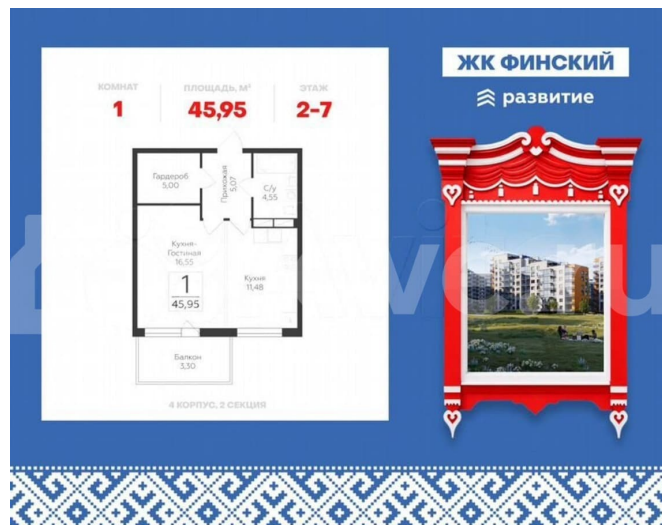 КОМНАТ
1
ПЛОЩАДЬ, М²
45,95
ЭТАЖ
2-7
Гардероб
5,00
Прихожая
5,07
С/у
4,55
Кухня-
Гостиная
16,55
1
45,95
Кухня
11,48
Балкон
3,30
4 КОРПУС, 2 СЕКЦИЯ
ЖК ФИНСКИЙ
развитие